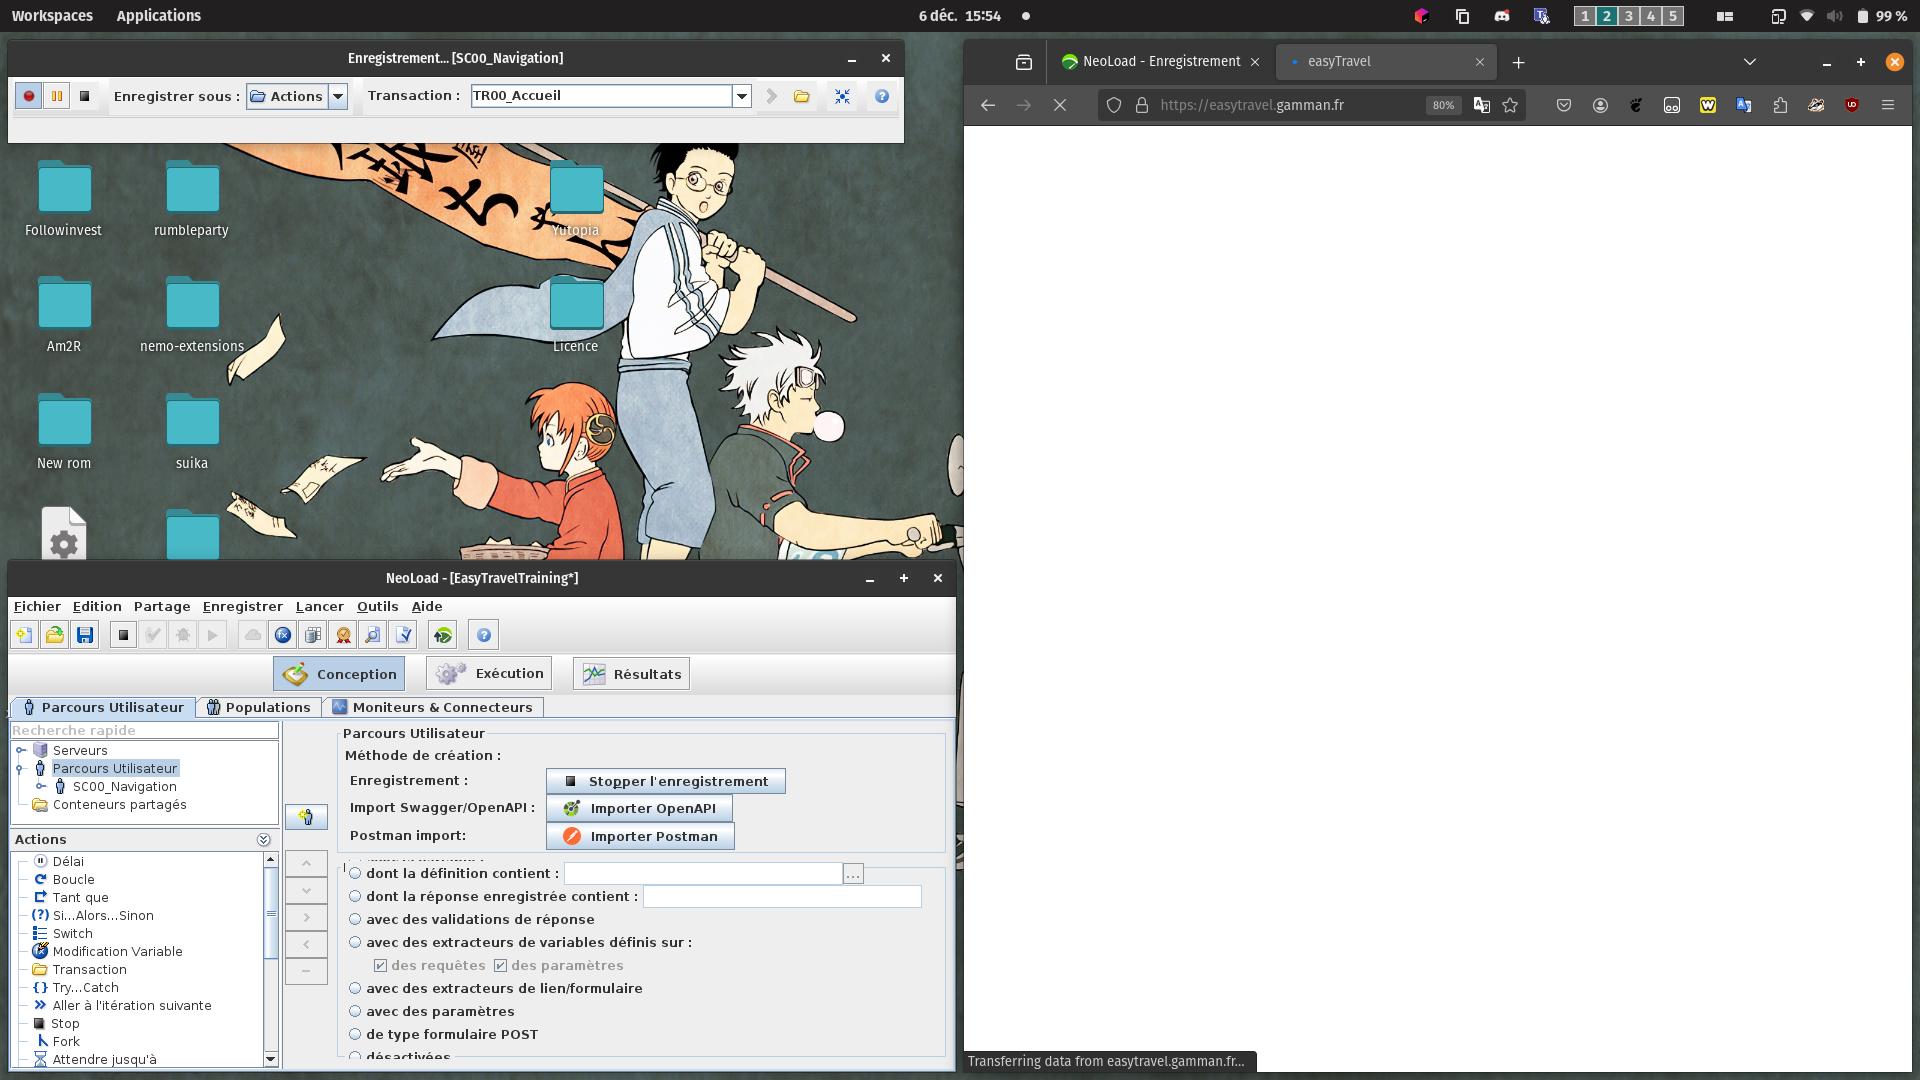 Workspaces Applications 6 déc. 15:54 1 2 3 4 5 99 %
Enregistrement... [SC00_Navigation]
Enregistrer sous : Actions Transaction : TR00_Accueil
Followinvest rumbleparty Yutopia
Am2R nemo-extensions Licence
New rom suika
NeoLoad - [EasyTravelTraining*]
Fichier Edition Partage Enregistrer Lancer Outils Aide
Conception Exécution Résultats
Parcours Utilisateur Populations Moniteurs & Connecteurs
Recherche rapide
Serveurs
Parcours Utilisateur
SC00_Navigation
Conteneurs partagés
Actions
Délai
Boucle
Tant que
Si...Alors...Sinon
Switch
Modification Variable
Transaction
Try...Catch
Aller à l'itération suivante
Stop
Fork
Attendre jusqu'à
Parcours Utilisateur
Méthode de création :
Enregistrement : Stopper l'enregistrement
Import Swagger/OpenAPI : Importer OpenAPI
Postman import: Importer Postman
dont la définition contient : ...
dont la réponse enregistrée contient :
avec des validations de réponse
avec des extracteurs de variables définis sur :
des requêtes des paramètres
avec des extracteurs de lien/formulaire
avec des paramètres
de type formulaire POST
désactivées
NeoLoad - Enregistrement easyTravel
https://easytravel.gamman.fr 80%
Transferring data from easytravel.gamman.fr...